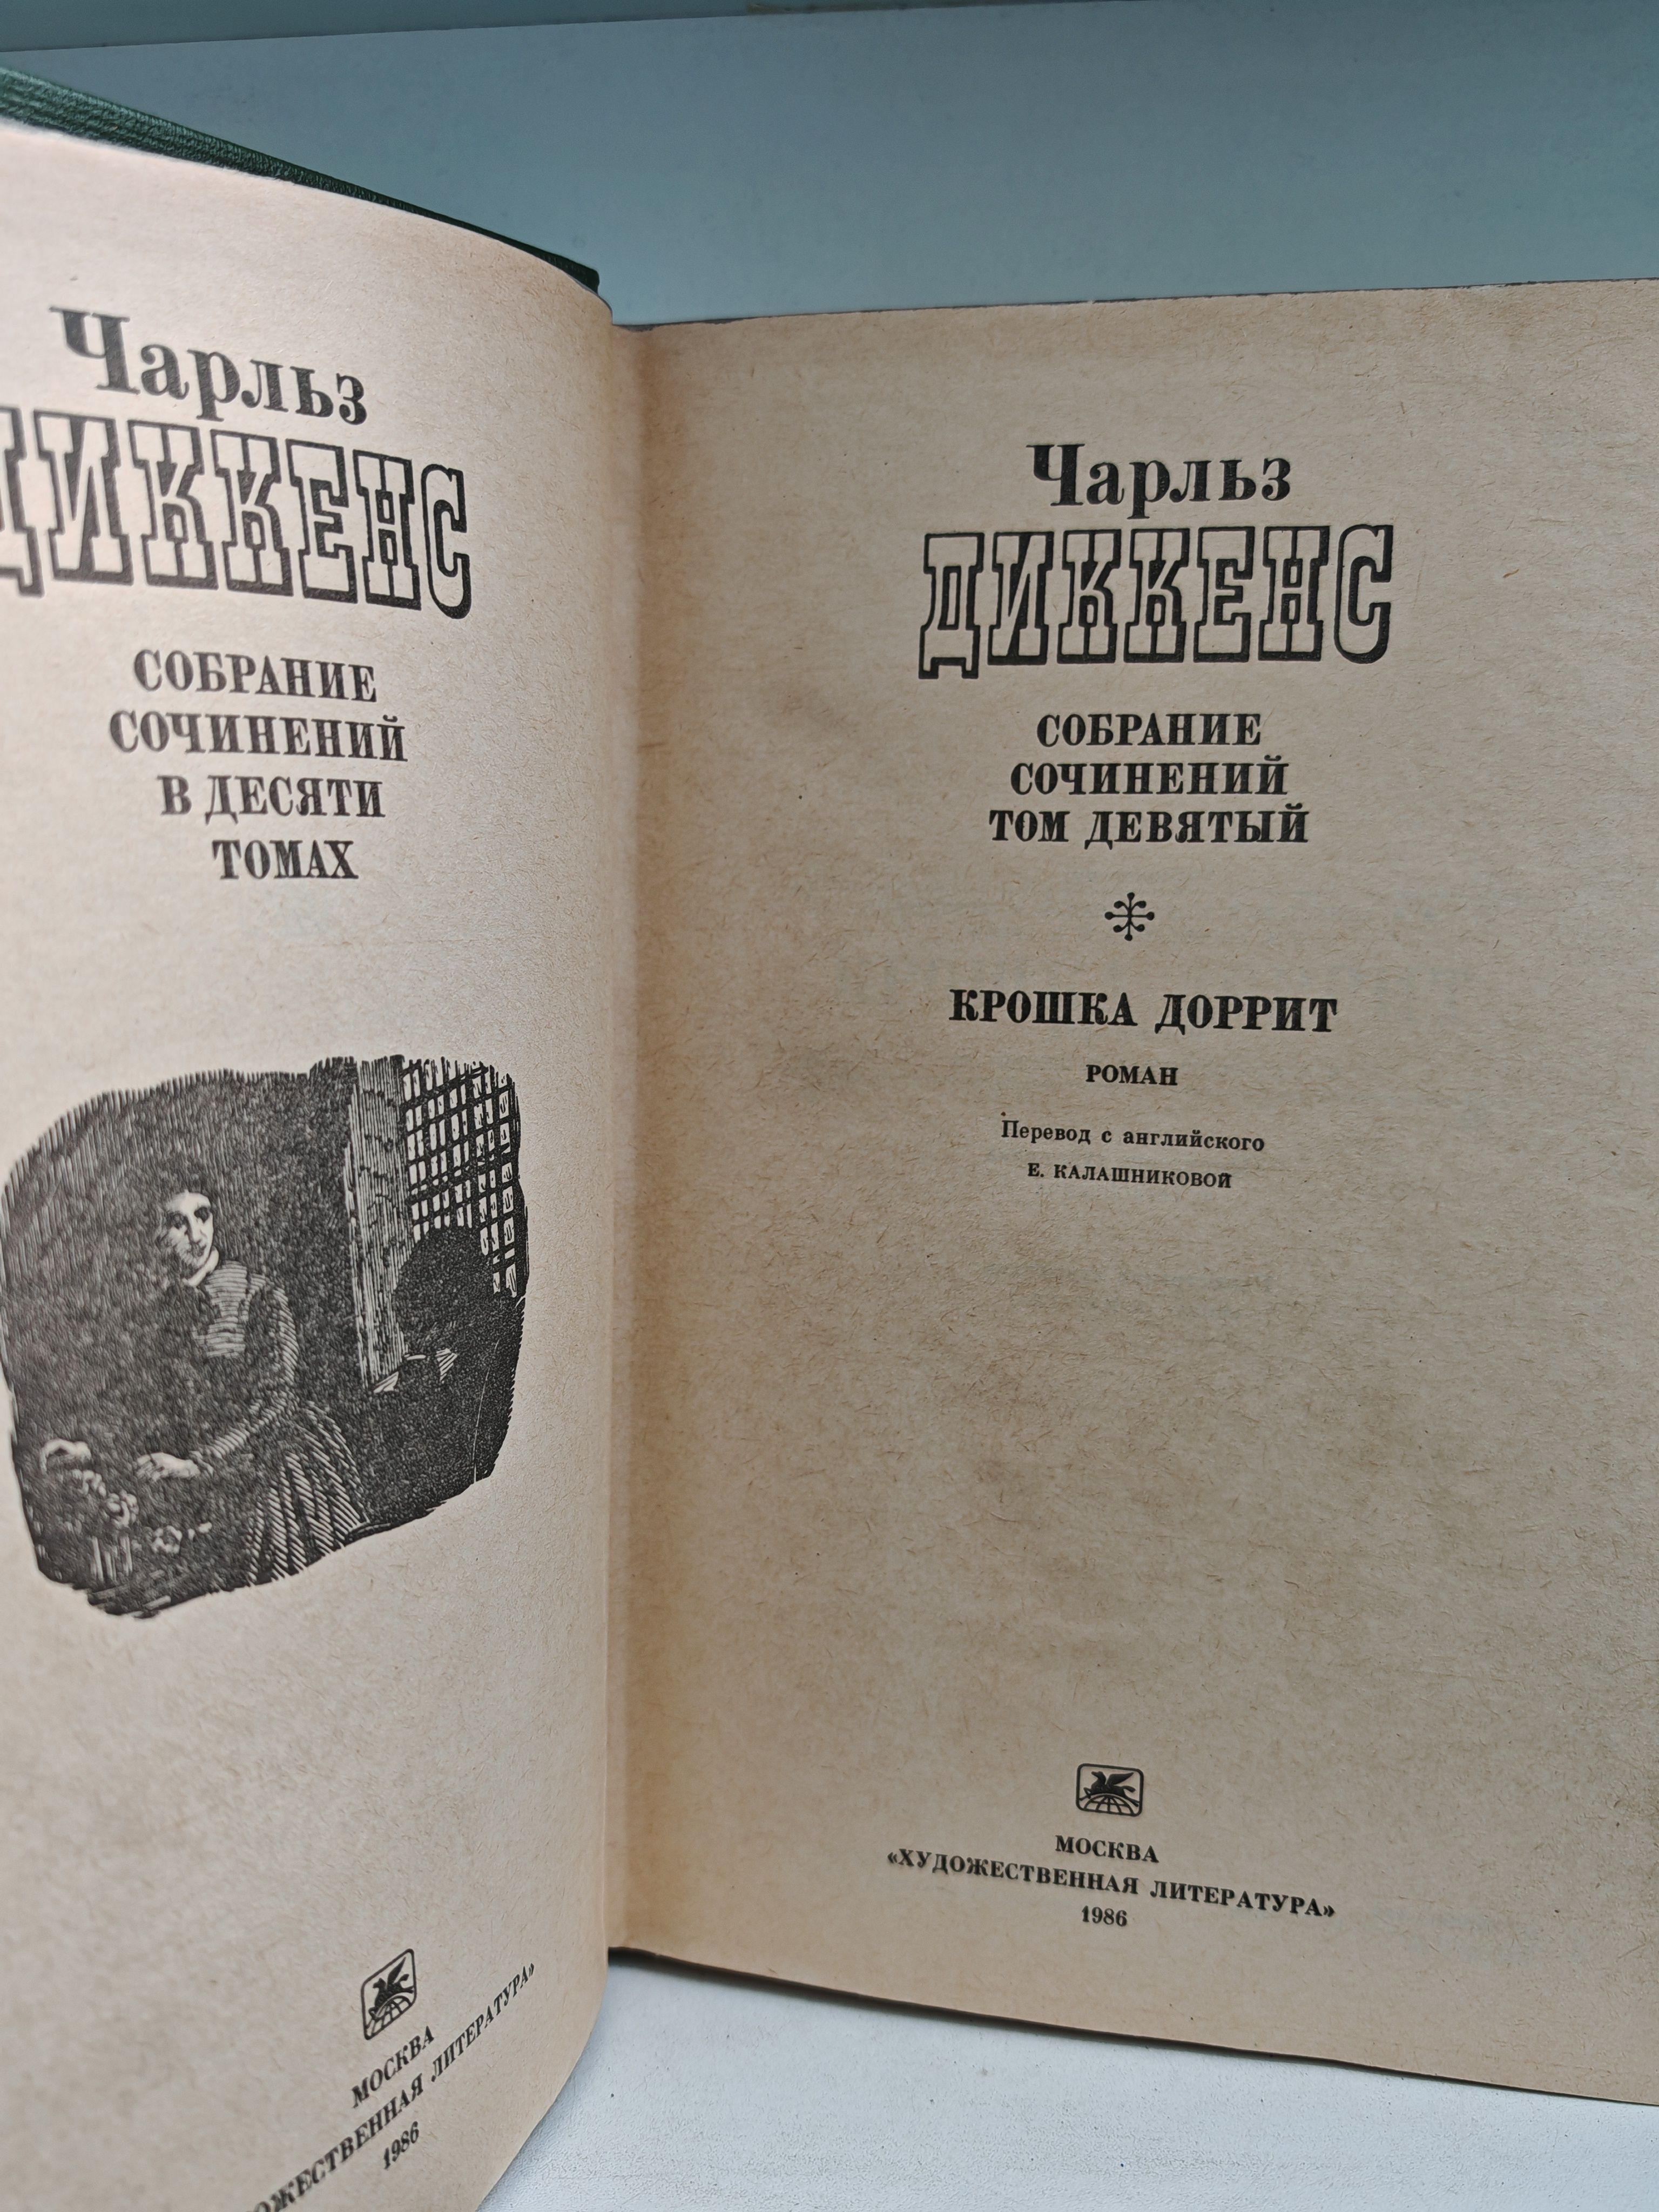 Чарльз
ДИККЕНС
СОБРАНИЕ
СОЧИНЕНИЙ
В ДЕСЯТИ
ТОМАХ
МОСКВА
ЛИТЕРАТУРА»
1986
Чарльз
ДИККЕНС
СОБРАНИЕ
СОЧИНЕНИЙ
ТОМ ДЕВЯТЫЙ
КРОШКА ДОРРИТ
РОМАН
Перевод с английского
Е. КАЛАШНИКОВОЙ
МОСКВА
«ХУДОЖЕСТВЕННАЯ ЛИТЕРАТУРА»
1986